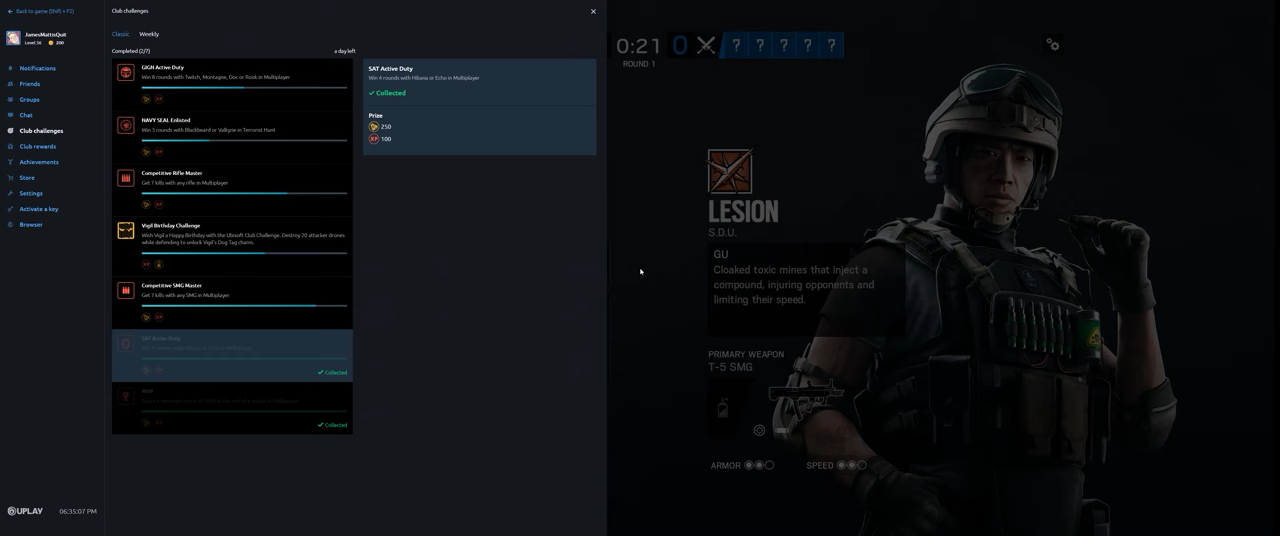 Back to game (Shift + F2)
JamesMattisQuit
Level 36 200
Notifications
Friends
Groups
Chat
Club challenges
Club rewards
Achievements
Store
Settings
Activate a key
Browser
UPLAY 06:35:07 PM
Club challenges
Classic Weekly
Completed (2/7) a day left
GIGN Active Duty
Win 8 rounds with Twitch, Montagne, Doc or Rook in Multiplayer
NAVY SEAL Enlisted
Win 3 rounds with Blackbeard or Valkyrie in Terrorist Hunt
Competitive Rifle Master
Get 7 kills with any rifle in Multiplayer
Vigil Birthday Challenge
Wish Vigil a Happy Birthday with the Ubisoft Club Challenge. Destroy 20 attacker drones
while defending to unlock Vigil's Dog Tag charm.
Competitive SMG Master
Get 7 kills with any SMG in Multiplayer
SAT Active Duty
Collected
Collected
SAT Active Duty
Win 4 rounds with Hibana or Echo in Multiplayer
Collected
Prize
250
XP 100
0:21 0 ? ? ? ? ?
ROUND 1
LESION
S.D.U.
GU
Cloaked toxic mines that inject a
compound, injuring opponents and
limiting their speed.
PRIMARY WEAPON
T-5 SMG
ARMOR SPEED